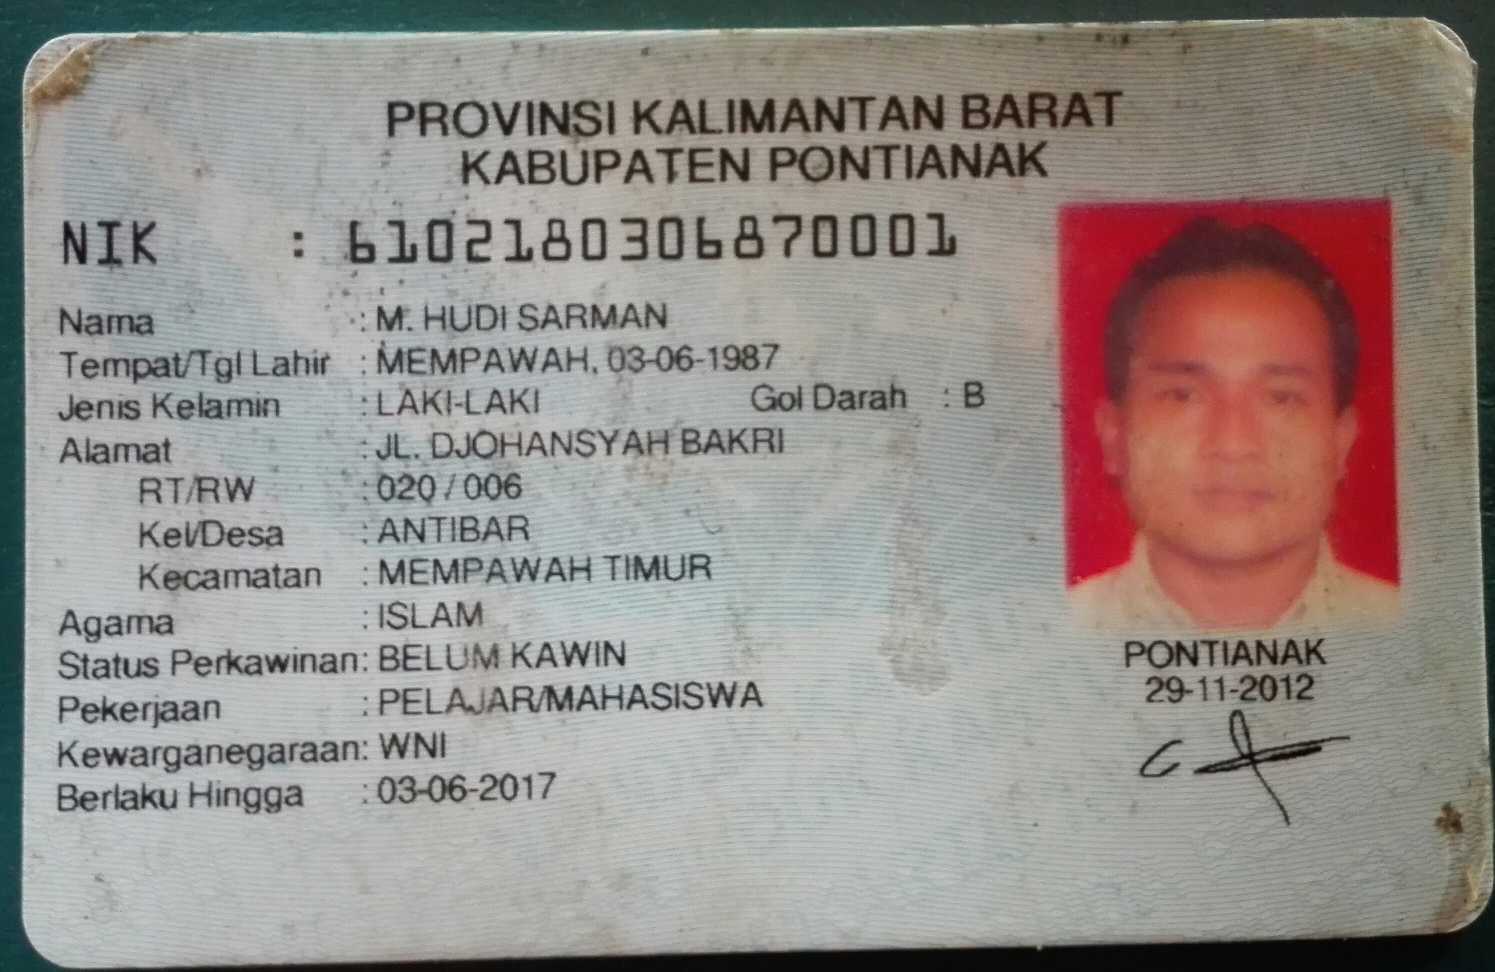 PROVINSI KALIMANTAN BARAT
KABUPATEN PONTIANAK
NIK : 6102180306870001
Nama : M. HUDI SARMAN
Tempat/Tgl Lahir : MEMPAWAH, 03-06-1987
Jenis Kelamin : LAKI-LAKI Gol Darah : B
Alamat : JL. DJOHANSYAH BAKRI
RT/RW : 020 / 006
Kel/Desa : ANTIBAR
Kecamatan : MEMPAWAH TIMUR
Agama : ISLAM
Status Perkawinan: BELUM KAWIN
Pekerjaan : PELAJAR/MAHASISWA
Kewarganegaraan: WNI
Berlaku Hingga : 03-06-2017
PONTIANAK
29-11-2012